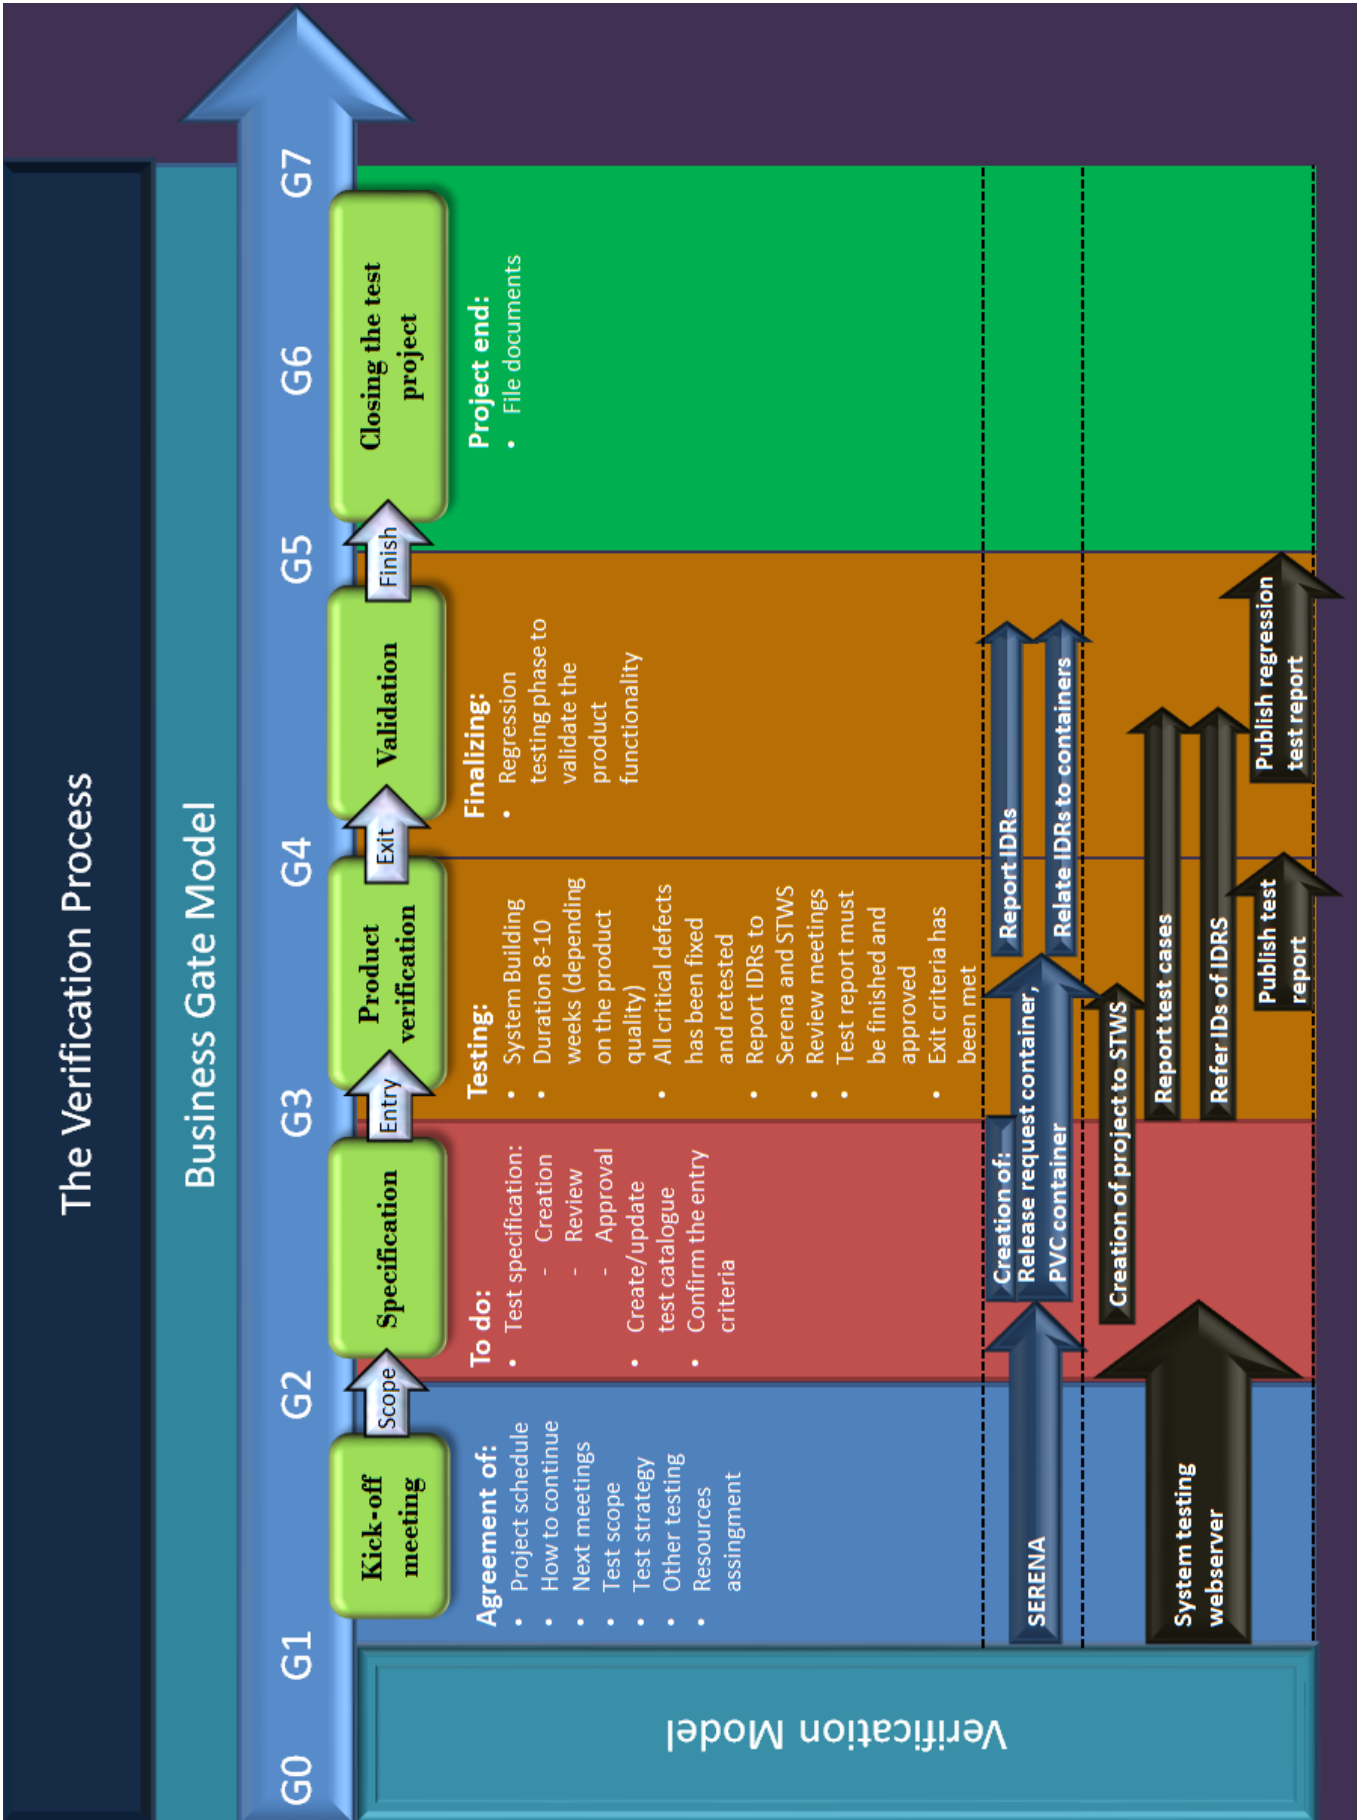 The Verification Process
Business Gate Model
G0 G1 G2 G3 G4 G5 G6 G7
Kick-off
meeting
Scope
Specification
Entry
Product
verification
Exit
Validation
Finish
Closing the test
project
Verification Model
Agreement of:
• Project schedule
• How to continue
• Next meetings
• Test scope
• Test strategy
• Other testing
• Resources
assingment
To do:
• Test specification:
- Creation
- Review
- Approval
• Create/update
test catalogue
• Confirm the entry
criteria
Testing:
• System Building
• Duration 8-10
weeks (depending
on the product
quality)
• All critical defects
has been fixed
and retested
• Report IDRs to
Serena and STWS
• Review meetings
• Test report must
be finished and
approved
• Exit criteria has
been met
Finalizing:
• Regression
testing phase to
validate the
product
functionality
Project end:
• File documents
SERENA
Creation of:
Release request container,
PVC container
Report IDRs
Relate IDRs to containers
System testing
webserver
Creation of project to STWS
Report test cases
Refer IDs of IDRS
Publish test
report
Publish regression
test report